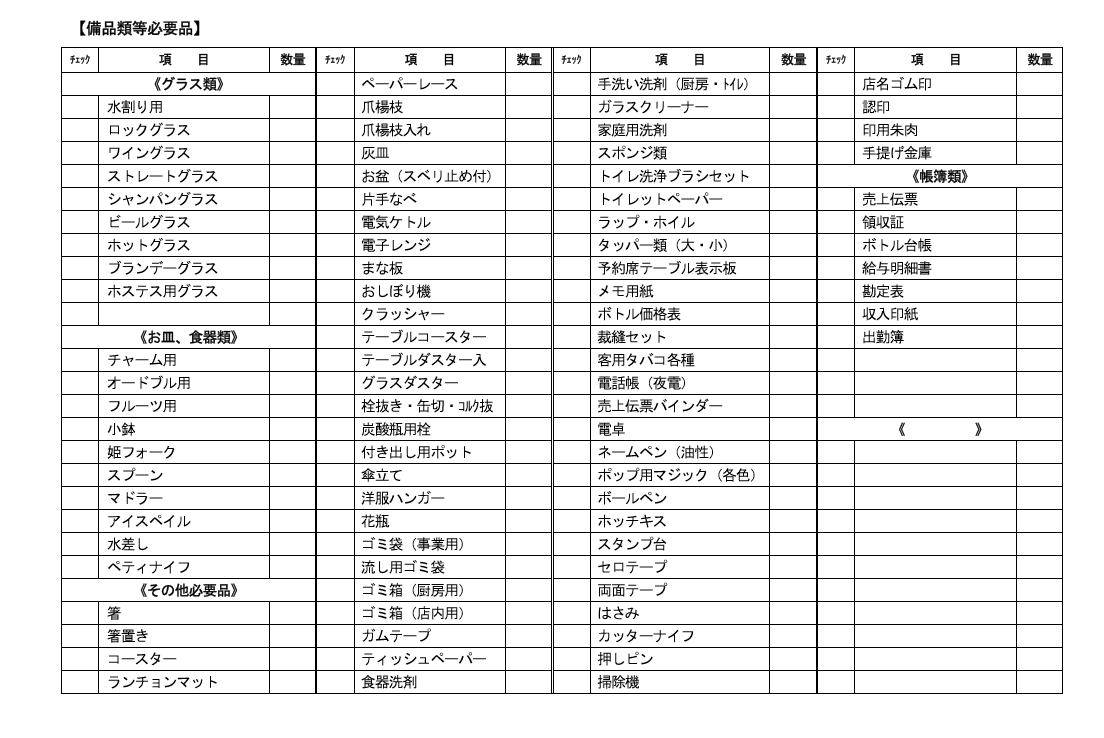 【備品類等必要品】
ﾁｪｯｸ 項　目 数量 ﾁｪｯｸ 項　目 数量 ﾁｪｯｸ 項　目 数量 ﾁｪｯｸ 項　目 数量
《グラス類》 ペーパーレース 手洗い洗剤（厨房・ﾄｲﾚ） 店名ゴム印
水割り用 爪楊枝 ガラスクリーナー 認印
ロックグラス 爪楊枝入れ 家庭用洗剤 印用朱肉
ワイングラス 灰皿 スポンジ類 手提げ金庫
ストレートグラス お盆（スベリ止め付） トイレ洗浄ブラシセット 《帳簿類》
シャンパングラス 片手なべ トイレットペーパー 売上伝票
ビールグラス 電気ケトル ラップ・ホイル 領収証
ホットグラス 電子レンジ タッパー類（大・小） ボトル台帳
ブランデーグラス まな板 予約席テーブル表示板 給与明細書
ホステス用グラス おしぼり機 メモ用紙 勘定表
クラッシャー ボトル価格表 収入印紙
《お皿、食器類》 テーブルコースター 裁縫セット 出勤簿
チャーム用 テーブルダスター入 客用タバコ各種
オードブル用 グラスダスター 電話帳（夜電）
フルーツ用 栓抜き・缶切・ｺﾙｸ抜 売上伝票バインダー
小鉢 炭酸瓶用栓 電卓 《　　　　　》
姫フォーク 付き出し用ポット ネームペン（油性）
スプーン 傘立て ポップ用マジック（各色）
マドラー 洋服ハンガー ボールペン
アイスペイル 花瓶 ホッチキス
水差し ゴミ袋（事業用） スタンプ台
ペティナイフ 流し用ゴミ袋 セロテープ
《その他必要品》 ゴミ箱（厨房用） 両面テープ
箸 ゴミ箱（店内用） はさみ
箸置き ガムテープ カッターナイフ
コースター ティッシュペーパー 押しピン
ランチョンマット 食器洗剤 掃除機